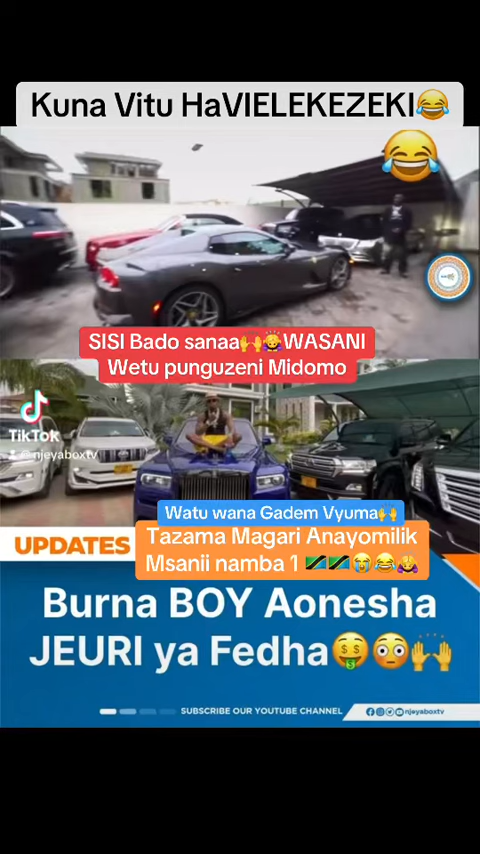 Kuna Vitu HaVIELEKEZEKI😂
😂
SISI Bado sanaa🙌🤷WASANI
Wetu punguzeni Midomo
TikTok
@njeyaboxtv
Watu wana Gadem Vyuma🙌
UPDATES
Tazama Magari Anayomilik
Msanii namba 1 🇹🇿🇹🇿😭😂🤷
Burna BOY Aonesha
JEURI ya Fedha🤑😳🙌
SUBSCRIBE OUR YOUTUBE CHANNEL
njeyaboxtv